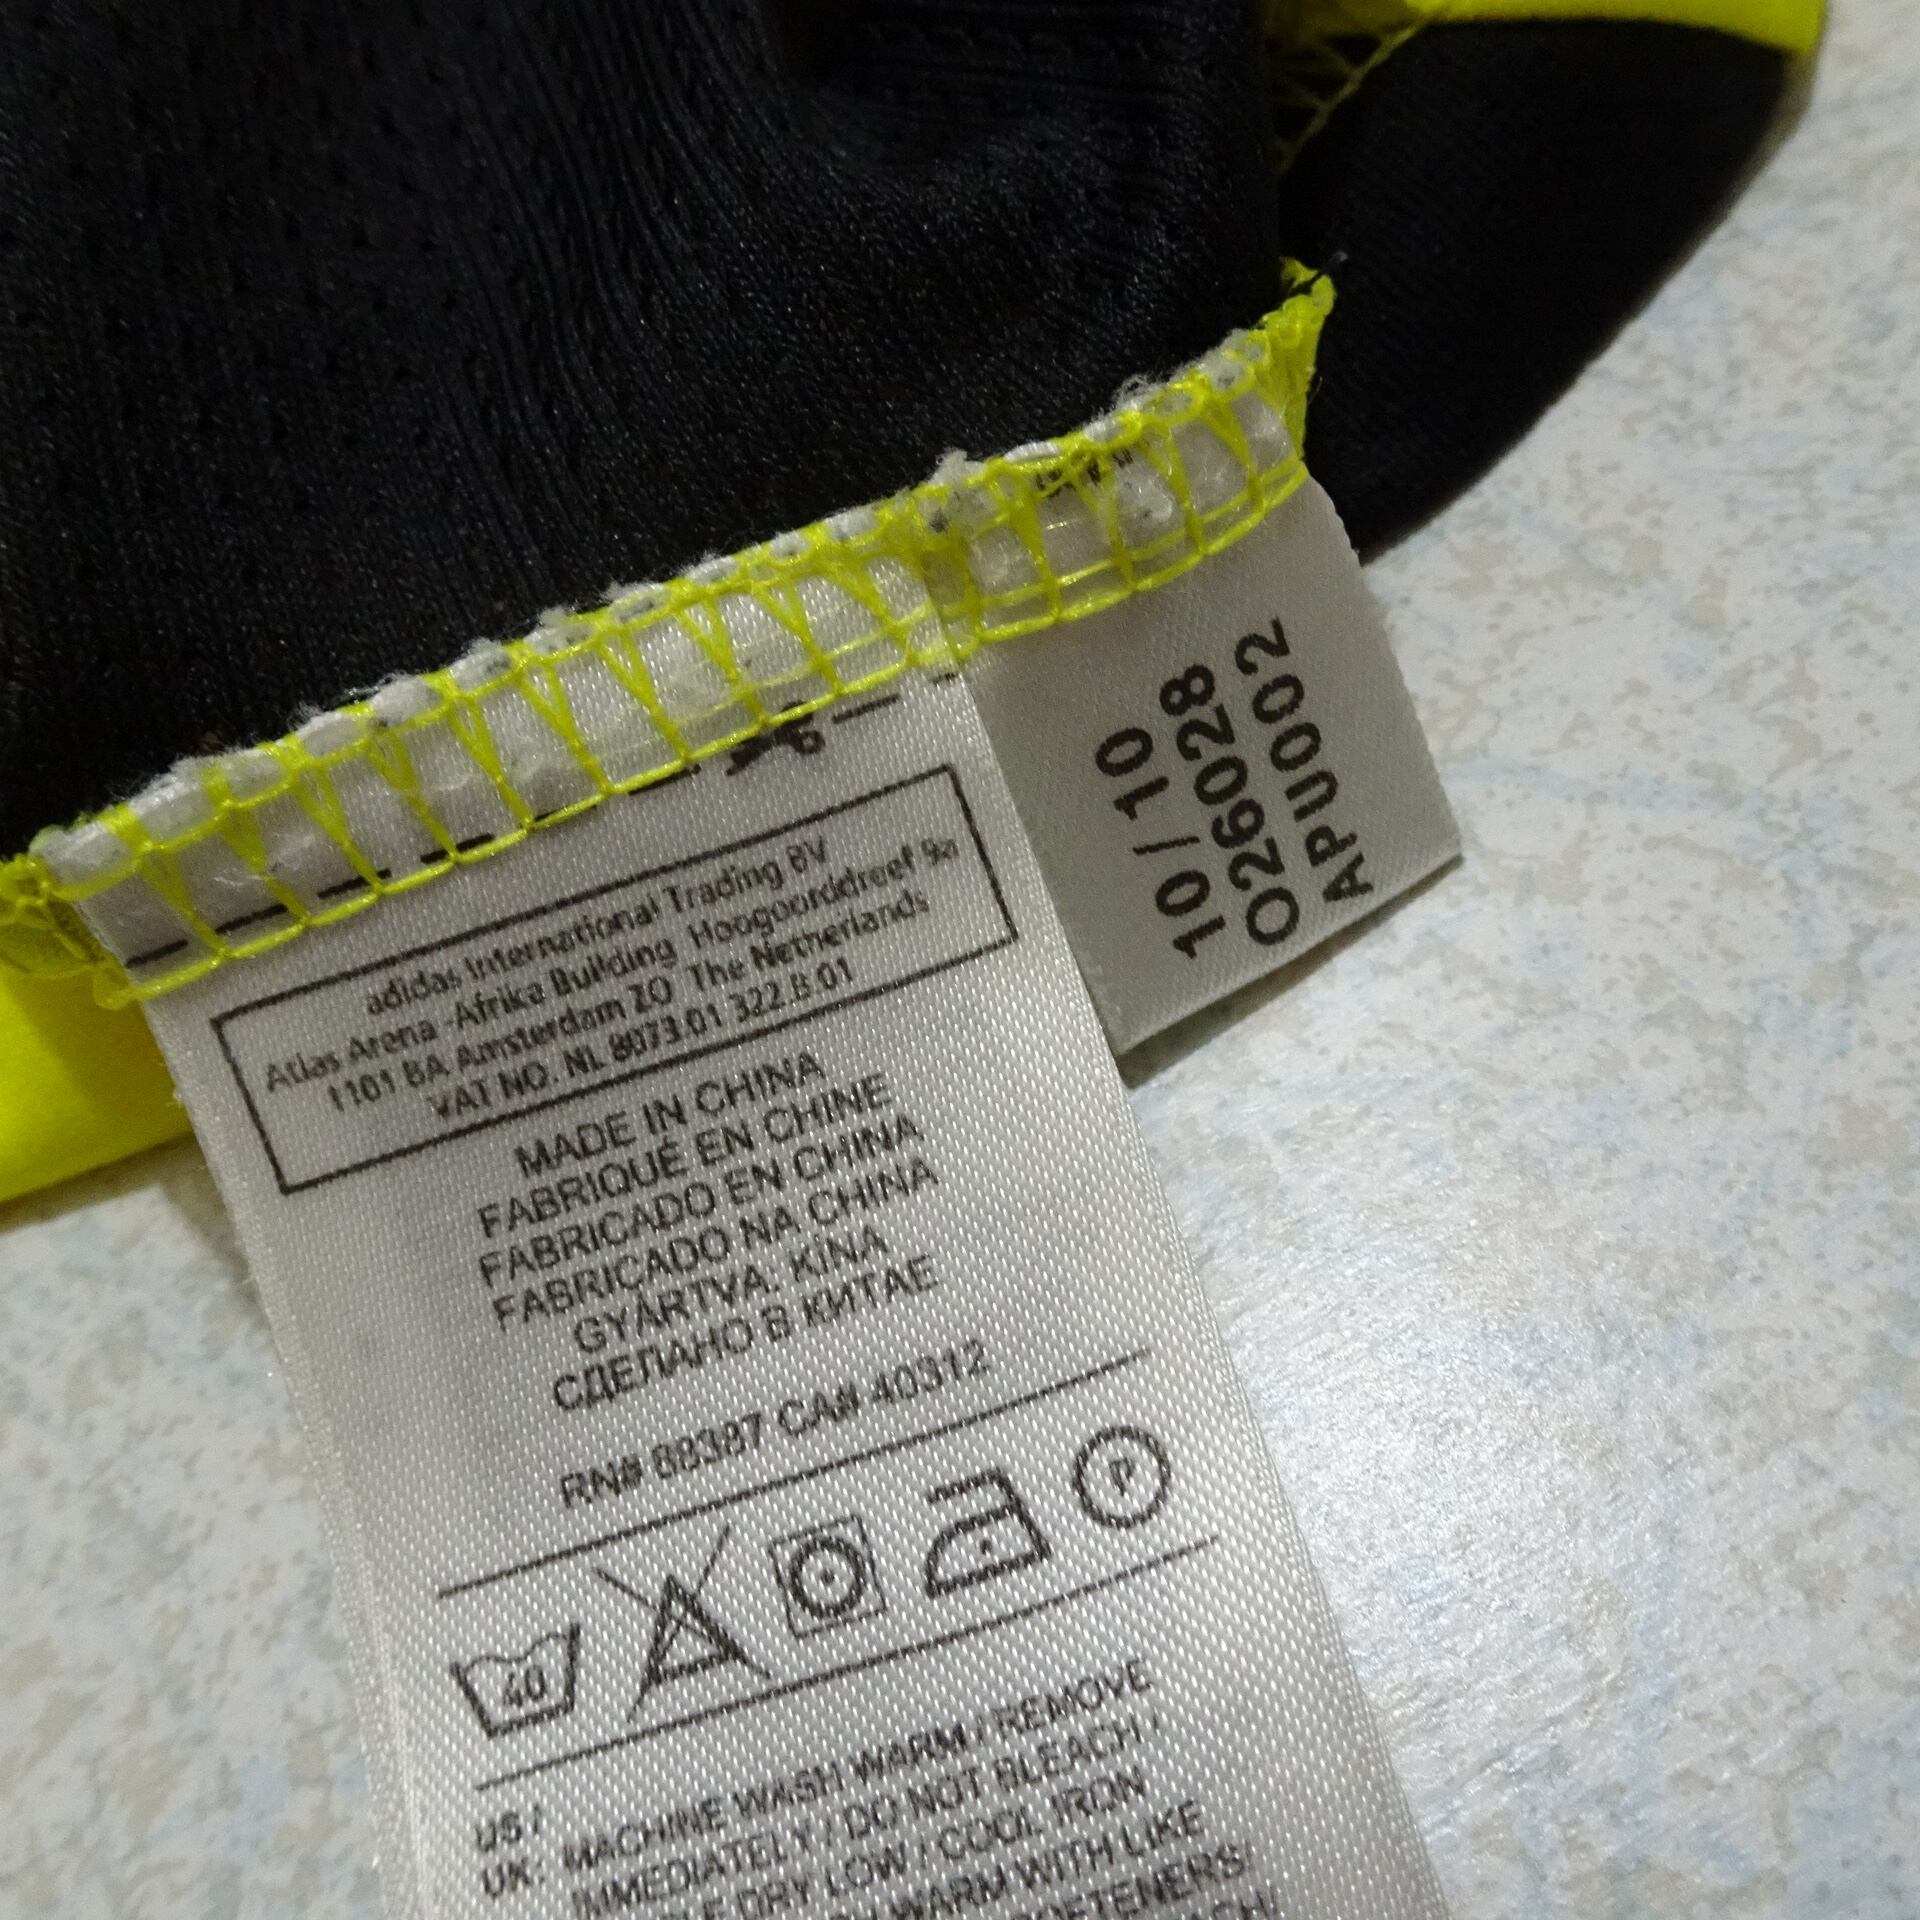 10/10
O26028
APU002
adidas International Trading BV
Atlas Arena -Afrika Building Hoogoorddreef 9a
1101 BA Amsterdam ZO The Netherlands
VAT NO. NL 8073.01.322.B.01
MADE IN CHINA
FABRIQUÉ EN CHINE
FABRICADO EN CHINA
FABRICADO NA CHINA
GYÁRTVA: KÍNA
СДЕЛАНО В КИТАЕ
RN# 88387 CA# 40312
40
P
US / MACHINE WASH WARM / REMOVE
UK: IMMEDIATELY / DO NOT BLEACH /
DRY LOW / COOL IRON
WARM WITH LIKE